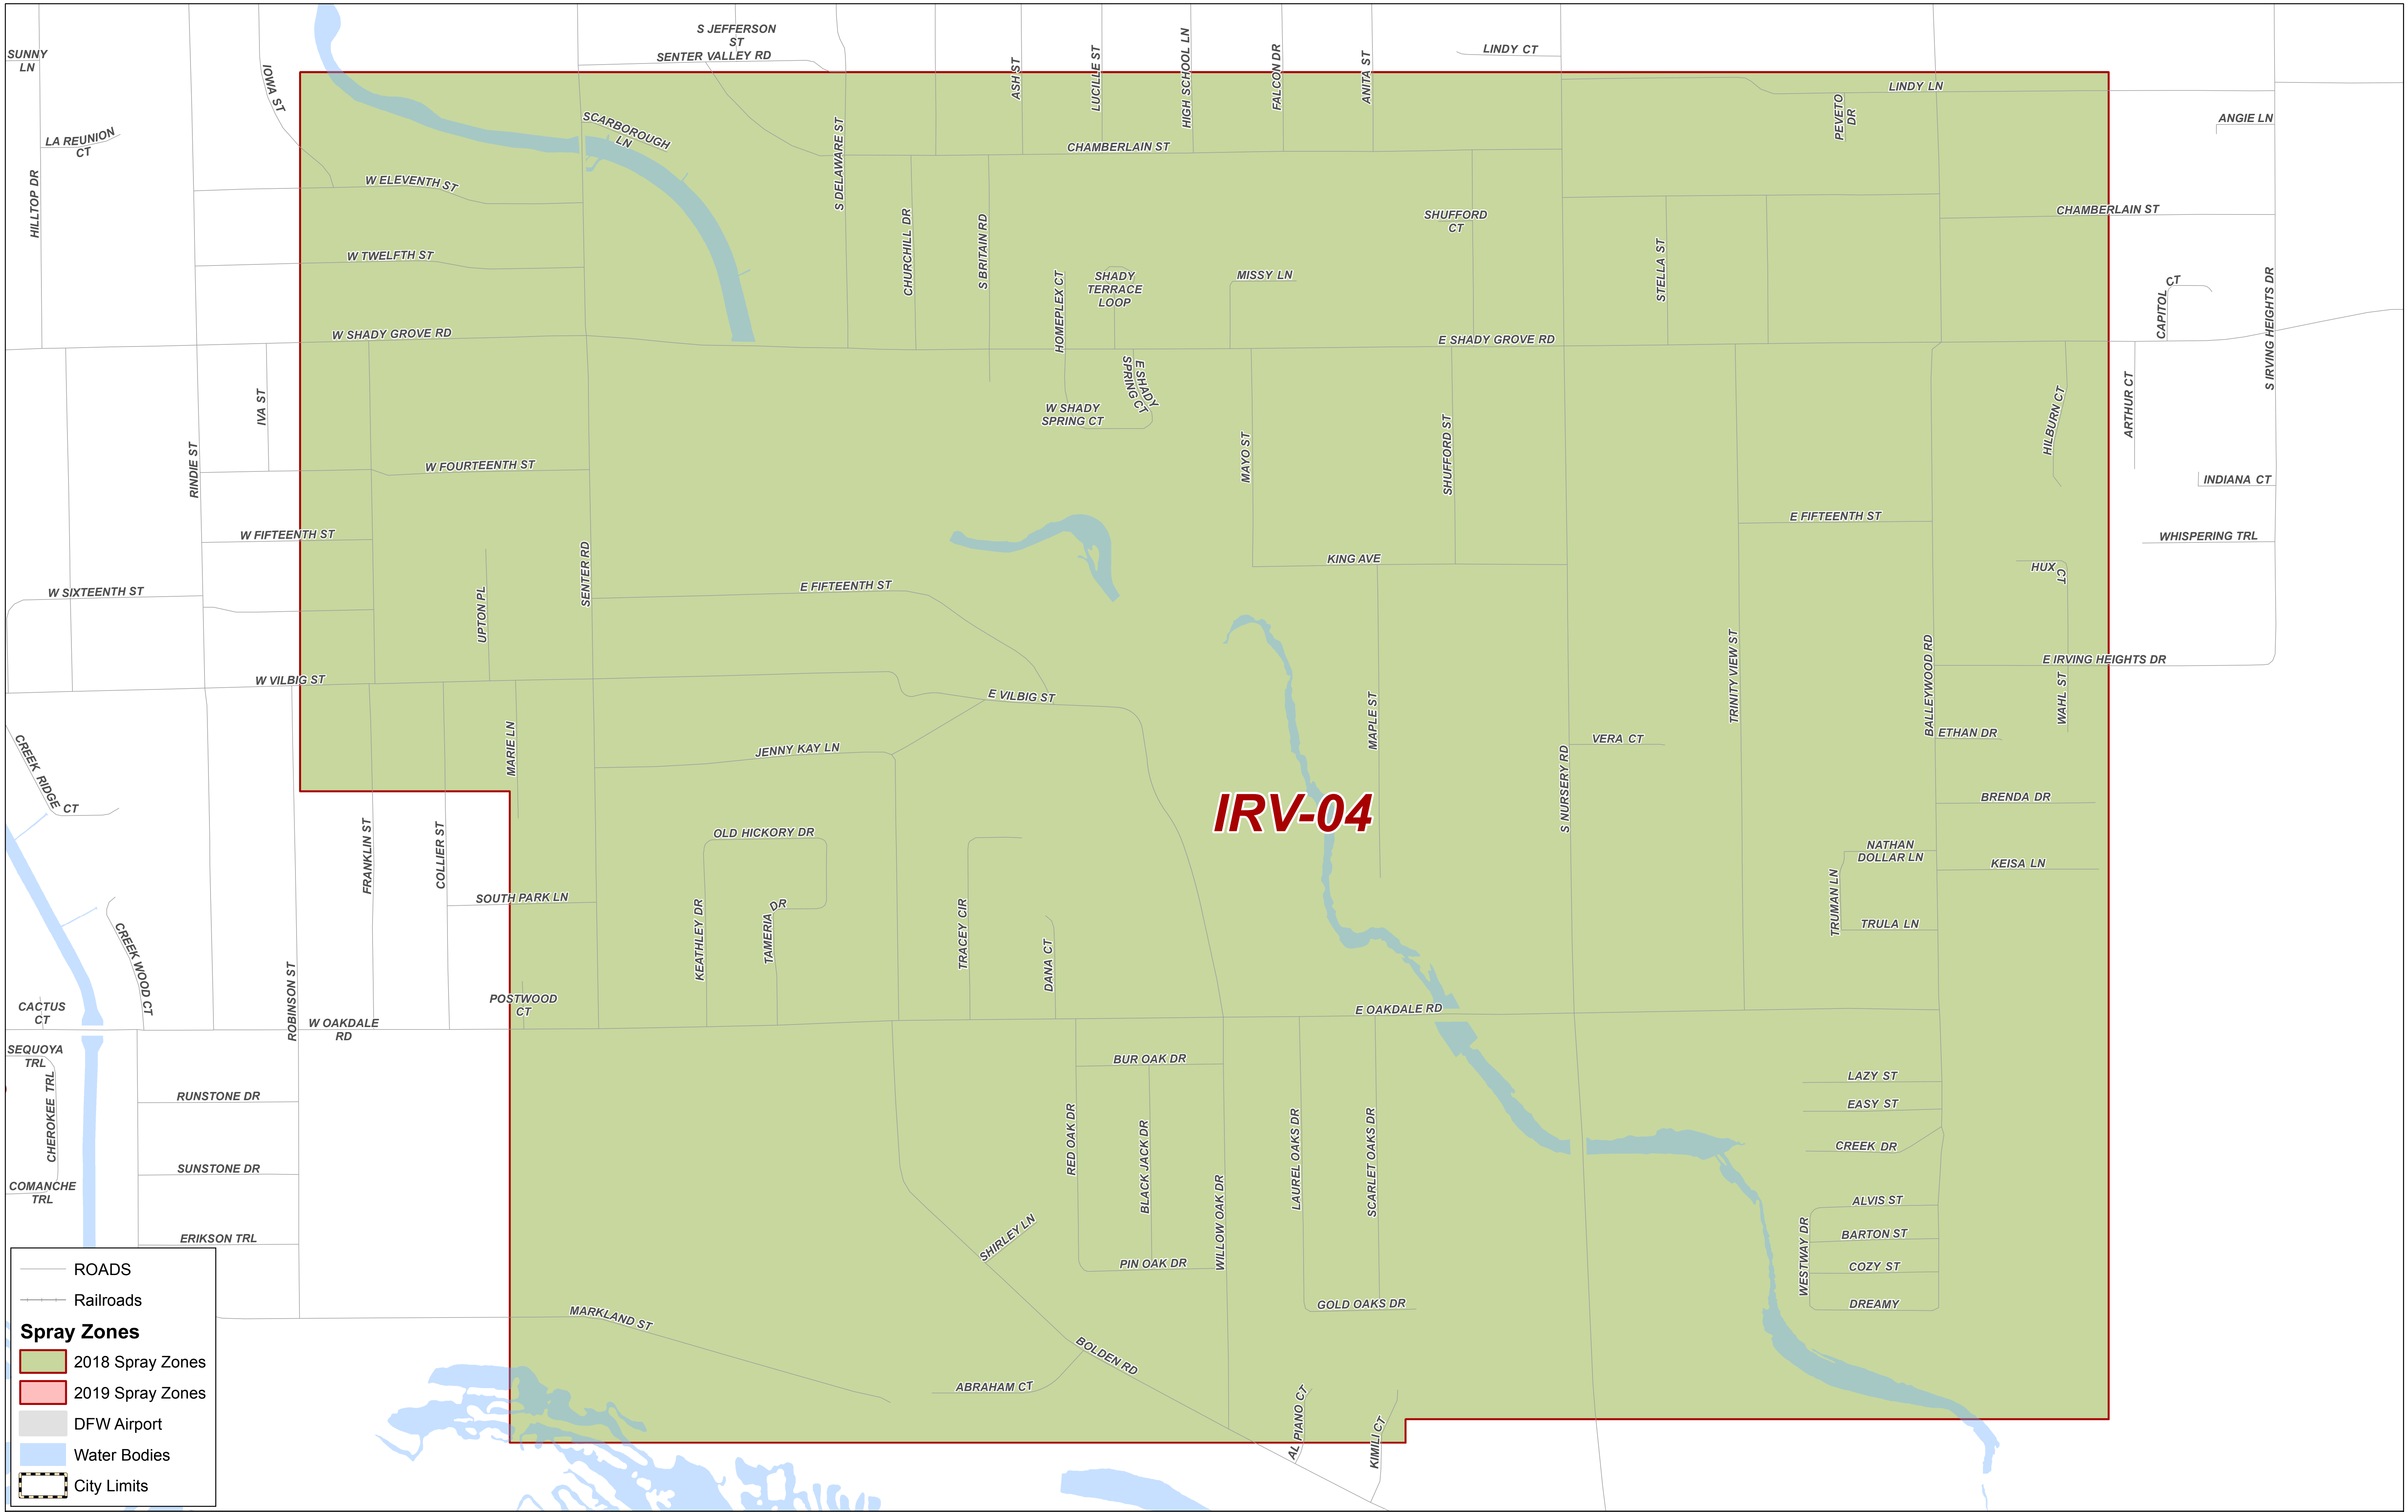 SUNNY
LN
S JEFFERSON
ST
SENTER VALLEY RD
LINDY CT
IOWA ST
ASH ST
LUCILLE ST
HIGH SCHOOL LN
FALCON DR
ANITA ST
LINDY LN
PEVETO
DR
ANGIE LN
LA REUNION
CT
SCARBOROUGH
LN
CHAMBERLAIN ST
HILLTOP DR
W ELEVENTH ST
S DELAWARE ST
CHURCHILL DR
S BRITAIN RD
SHUFFORD
CT
CHAMBERLAIN ST
STELLA ST
W TWELFTH ST
HOMEPLEX CT
SHADY
TERRACE
LOOP
MISSY LN
CAPITOL CT
S IRVING HEIGHTS DR
W SHADY GROVE RD
E SHADY GROVE RD
IVA ST
W SHADY
SPRING CT
E SHADY
SPRING CT
ARTHUR CT
HILBURN CT
RINDIE ST
W FOURTEENTH ST
MAYO ST
SHUFFORD ST
INDIANA CT
W FIFTEENTH ST
E FIFTEENTH ST
WHISPERING TRL
SENTER RD
KING AVE
HUX CT
W SIXTEENTH ST
UPTON PL
E FIFTEENTH ST
W VILBIG ST
E VILBIG ST
TRINITY VIEW ST
BALLEYWOOD RD
E IRVING HEIGHTS DR
WAHL ST
MARIE LN
JENNY KAY LN
MAPLE ST
S NURSERY RD
VERA CT
ETHAN DR
CREEK RIDGE CT
IRV-04
BRENDA DR
FRANKLIN ST
COLLIER ST
OLD HICKORY DR
NATHAN
DOLLAR LN
KEISA LN
SOUTH PARK LN
KEATHLEY DR
TAMERIA DR
TRACEY CIR
DANA CT
TRUMAN LN
TRULA LN
CREEK WOOD CT
ROBINSON ST
CACTUS
CT
POSTWOOD
CT
W OAKDALE
RD
E OAKDALE RD
SEQUOYA
TRL
CHEROKEE TRL
BUR OAK DR
LAZY ST
RUNSTONE DR
EASY ST
RED OAK DR
BLACK JACK DR
WILLOW OAK DR
LAUREL OAKS DR
SCARLET OAKS DR
CREEK DR
SUNSTONE DR
COMANCHE
TRL
ALVIS ST
ERIKSON TRL
SHIRLEY LN
PIN OAK DR
WESTWAY DR
BARTON ST
COZY ST
GOLD OAKS DR
DREAMY
MARKLAND ST
BOLDEN RD
ABRAHAM CT
AL PIANO CT
KIMILI CT
ROADS
Railroads
Spray Zones
2018 Spray Zones
2019 Spray Zones
DFW Airport
Water Bodies
City Limits